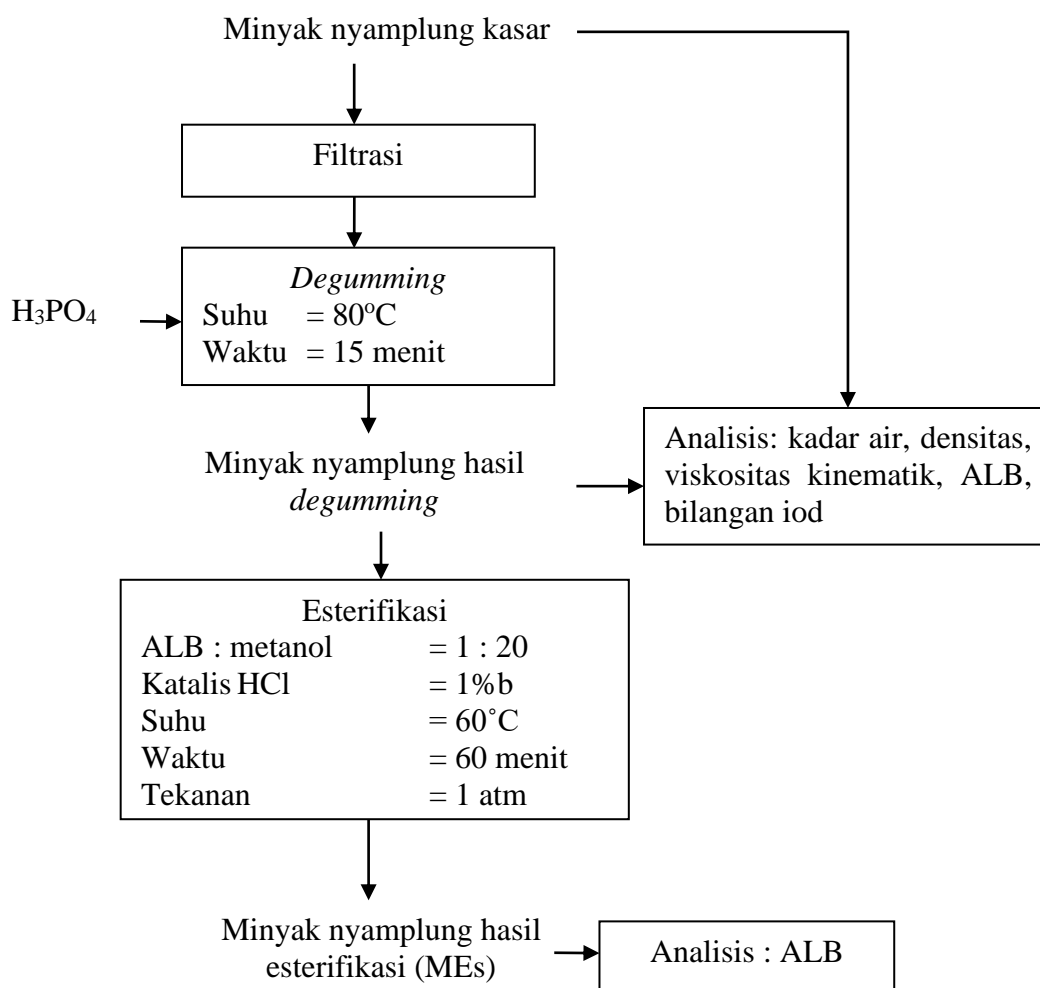 Minyak nyamplung kasar
Filtrasi
Degumming
H₃PO₄
Suhu = 80°C
Waktu = 15 menit
Minyak nyamplung hasil
degumming
Analisis: kadar air, densitas,
viskositas kinematik, ALB,
bilangan iod
Esterifikasi
ALB : metanol = 1 : 20
Katalis HCl = 1%b
Suhu = 60˚C
Waktu = 60 menit
Tekanan = 1 atm
Minyak nyamplung hasil
esterifikasi (MEs)
Analisis : ALB